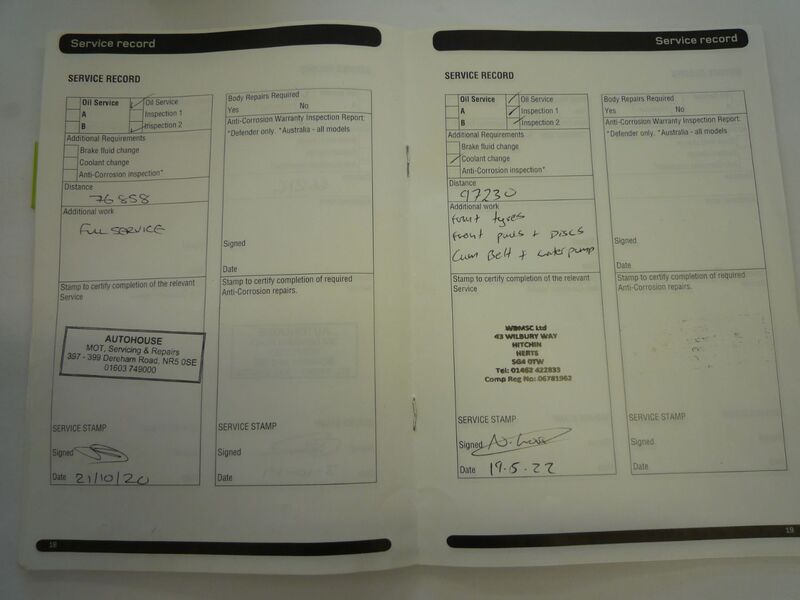 Service record
SERVICE RECORD
Oil Service
Oil Service
A
Inspection 1
B
Inspection 2
Additional Requirements
Brake fluid change
Coolant change
Anti-Corrosion inspection*
Distance
76858
Additional work
FULL SERVICE
Stamp to certify completion of the relevant
Service
AUTOHOUSE
MOT, Servicing & Repairs
397 - 399 Dereham Road, NR5 0SE
01603 749000
SERVICE STAMP
Signed
Date 21/10/20
Body Repairs Required
Yes No
Anti-Corrosion Warranty Inspection Report:
*Defender only. *Australia - all models
Signed
Date
Stamp to certify completion of required
Anti-Corrosion repairs.
SERVICE STAMP
Signed
Date
18
Service record
SERVICE RECORD
Oil Service
Oil Service
A
Inspection 1
B
Inspection 2
Additional Requirements
Brake fluid change
Coolant change
Anti-Corrosion inspection*
Distance
97230
Additional work
Front tyres
Front pads + DISCS
Cam Belt + waterpump
Stamp to certify completion of the relevant
Service
WBMSC Ltd
43 WILBURY WAY
HITCHIN
HERTS
SG4 0TW
Tel: 01462 422833
Comp Reg No: 06781962
SERVICE STAMP
Signed
Date 19.5.22
Body Repairs Required
Yes No
Anti-Corrosion Warranty Inspection Report:
*Defender only. *Australia - all models
Signed
Date
Stamp to certify completion of required
Anti-Corrosion repairs.
SERVICE STAMP
Signed
Date
19